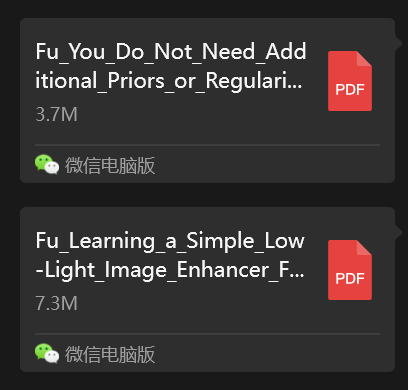 Fu_You_Do_Not_Need_Add
itional_Priors_or_Regulari...
PDF
3.7M
微信电脑版
Fu_Learning_a_Simple_Low
-Light_Image_Enhancer_F...
PDF
7.3M
微信电脑版